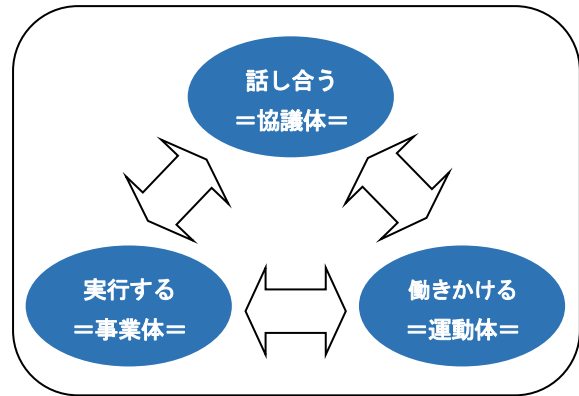 話し合う
＝協議体＝
実行する
＝事業体＝
働きかける
＝運動体＝